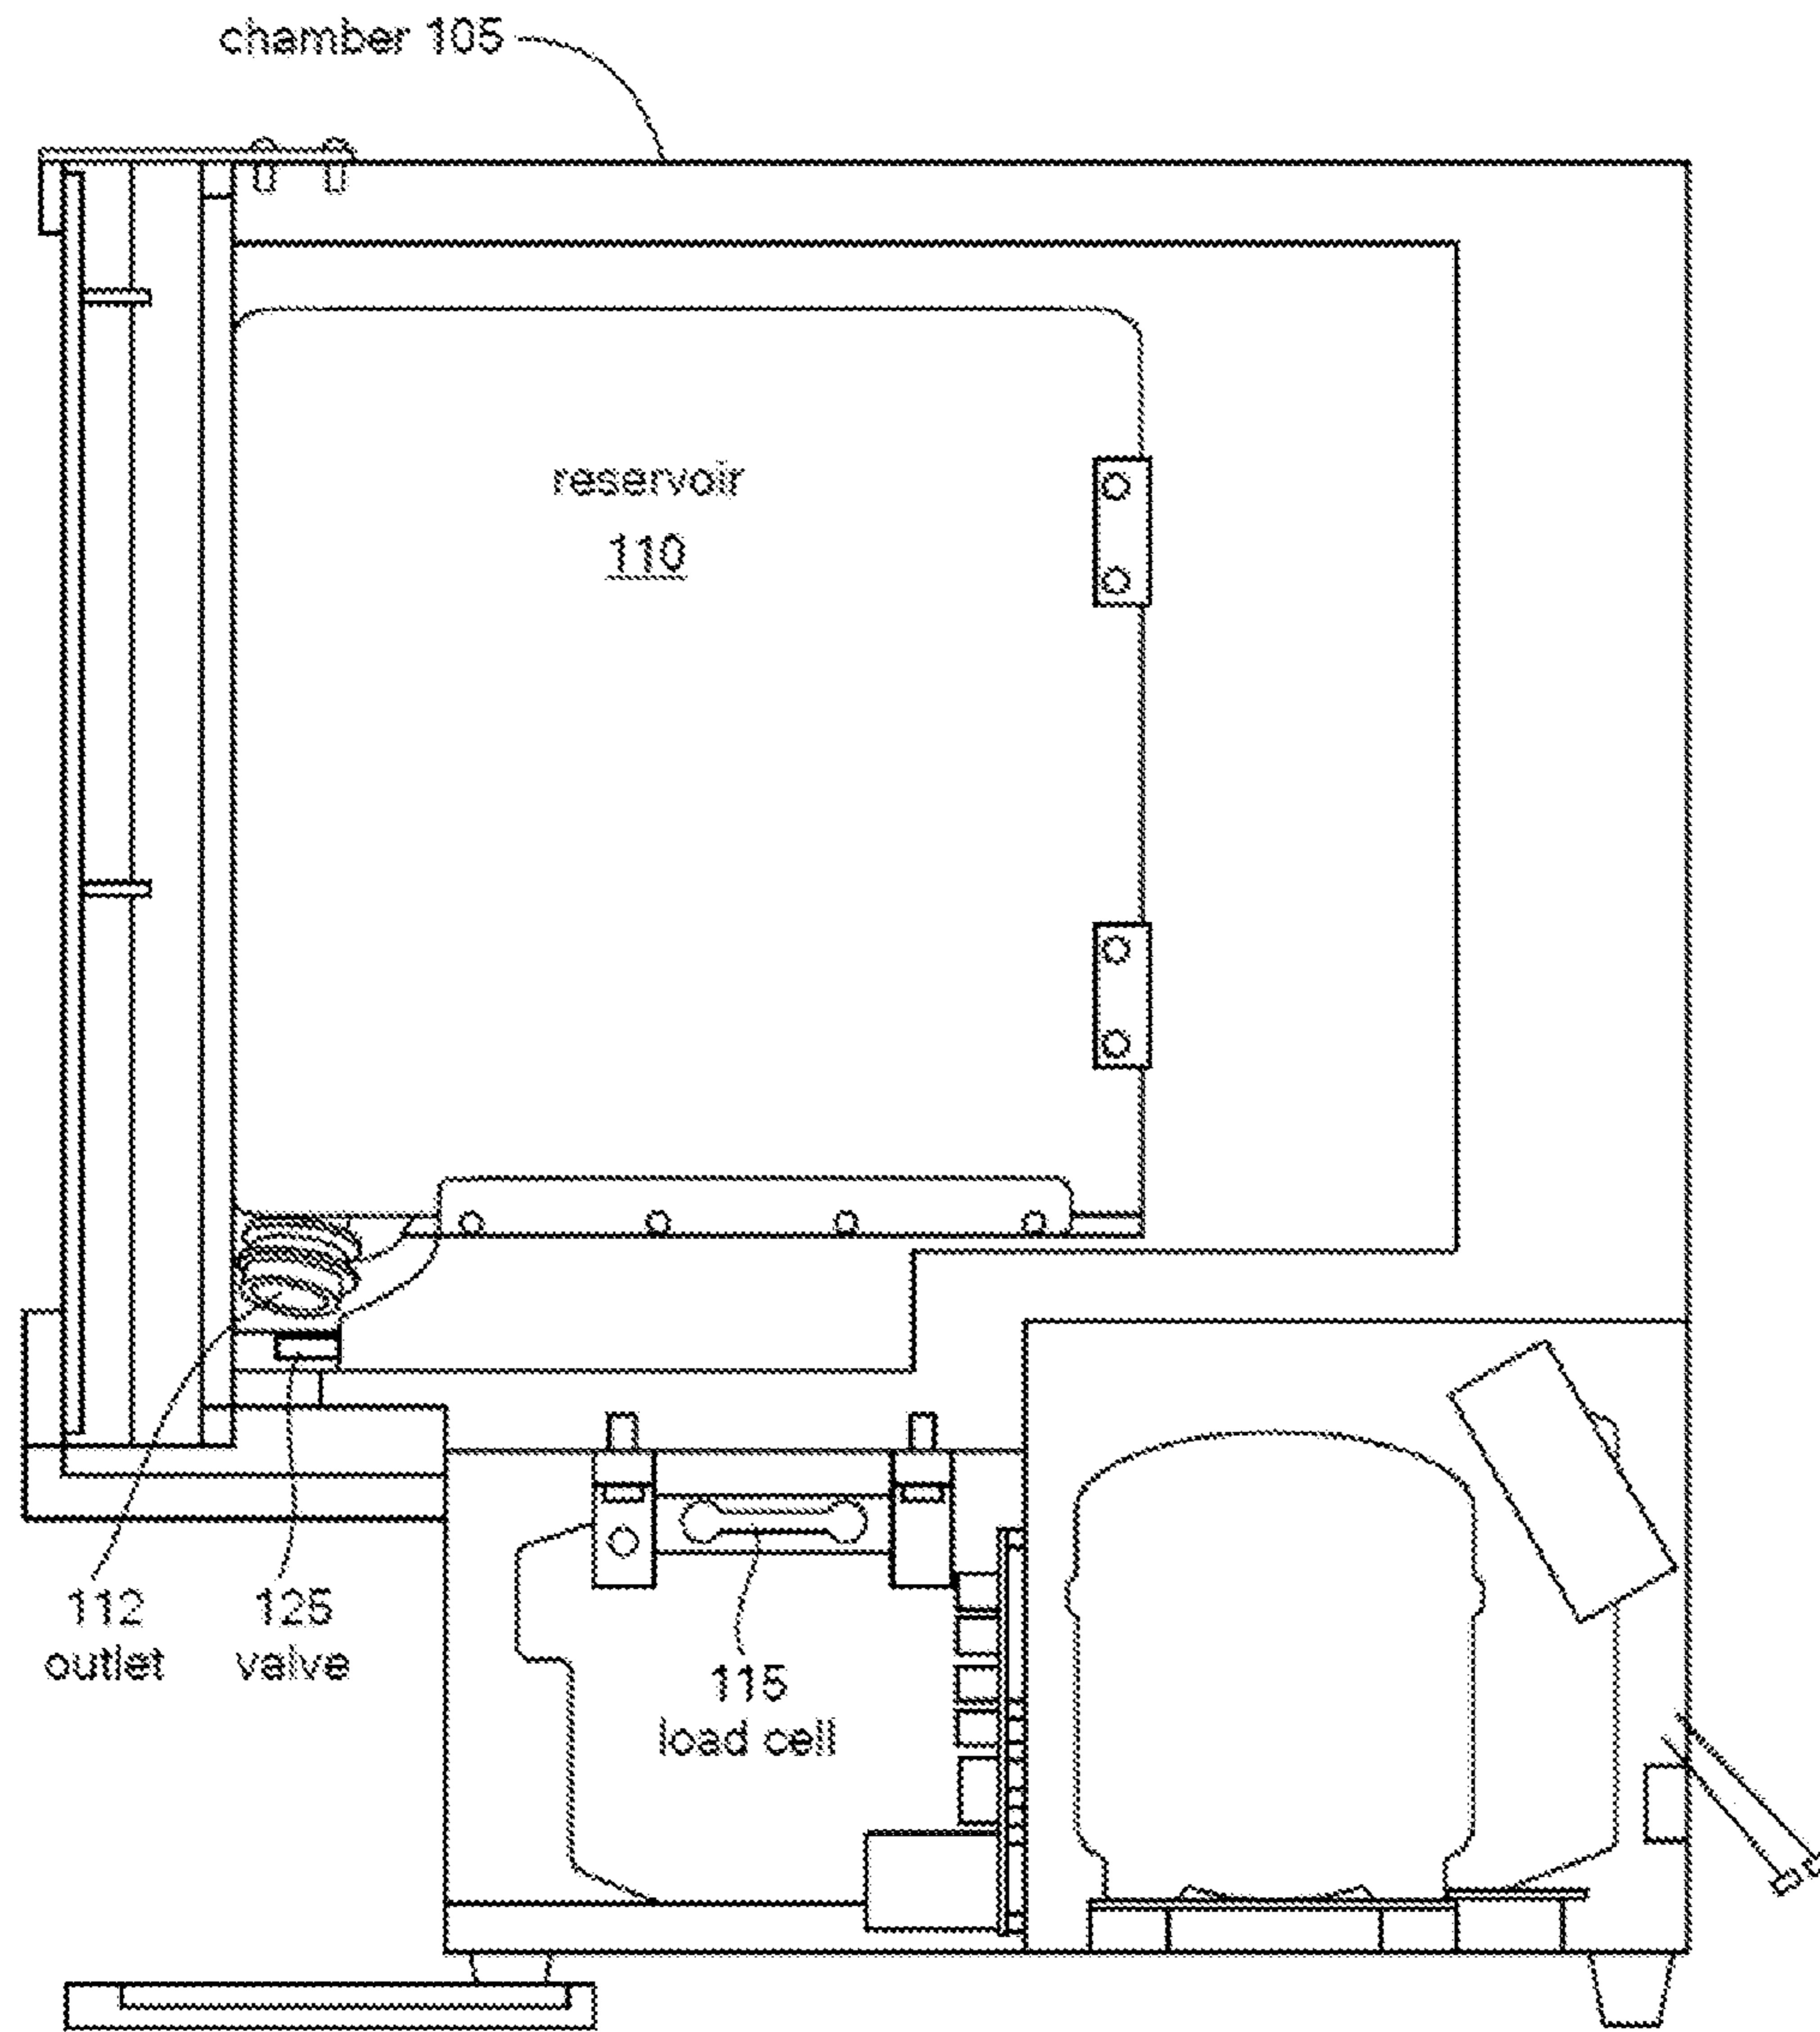 chamber 105
reservoir
110
112
outlet
125
valve
115
load cell